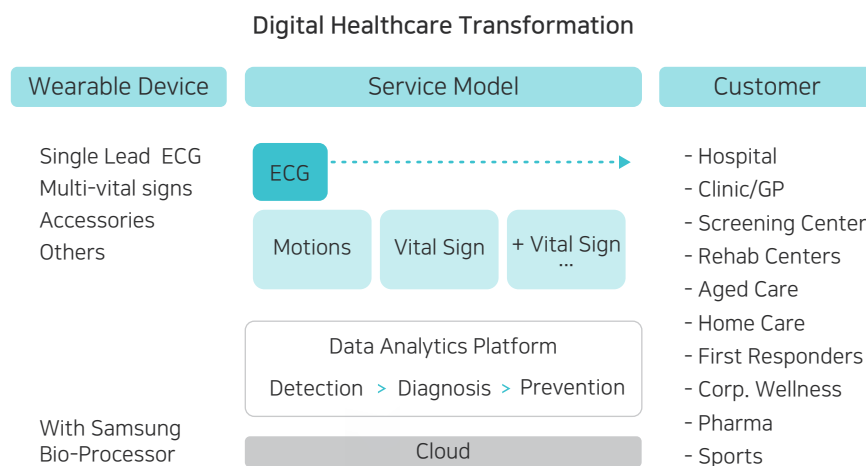 Digital Healthcare Transformation
Wearable Device
Single Lead ECG
Multi-vital signs
Accessories
Others
With Samsung
Bio-Processor
Service Model
ECG
Motions
Vital Sign
+ Vital Sign
...
Data Analytics Platform
Detection > Diagnosis > Prevention
Cloud
Customer
- Hospital
- Clinic/GP
- Screening Center
- Rehab Centers
- Aged Care
- Home Care
- First Responders
- Corp. Wellness
- Pharma
- Sports